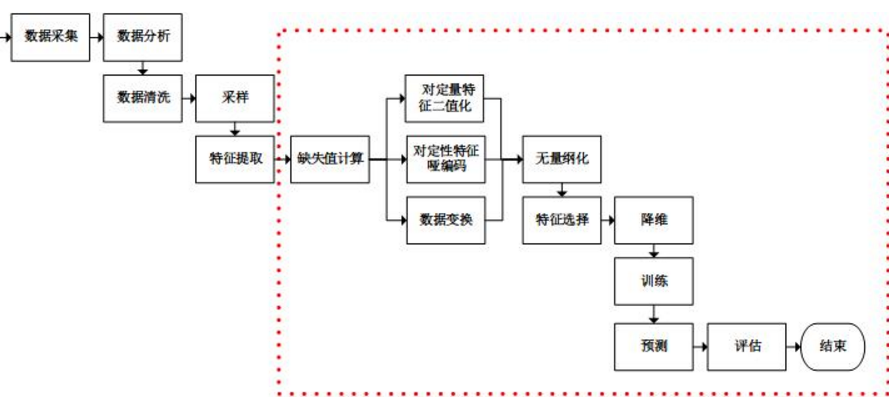 数据采集
数据分析
数据清洗
采样
特征提取
缺失值计算
对定量特
征二值化
对定性特征
哑编码
数据变换
无量纲化
特征选择
降维
训练
预测
评估
结束